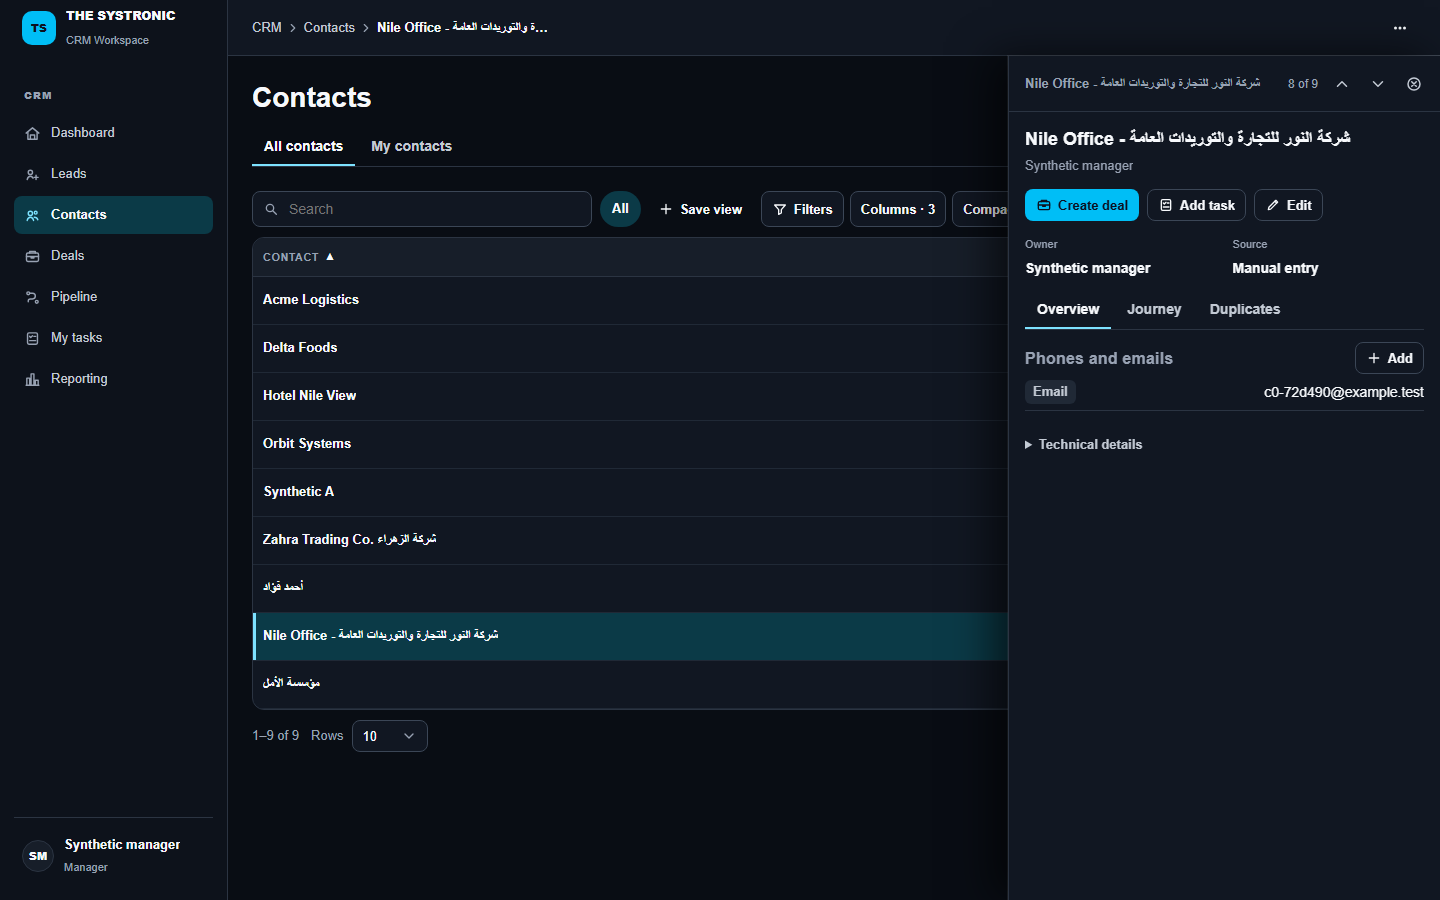 THE SYSTRONIC
TS
CRM Workspace
CRM
Dashboard
Leads
Contacts
Deals
Pipeline
My tasks
Reporting
SM
Synthetic manager
Manager
CRM > Contacts > Nile Office - شركة النور للتجارة والتوريدات العامة…
Contacts
All contacts
My contacts
Search
All
+ Save view
Filters
Columns · 3
Compa
CONTACT ▲
Acme Logistics
Delta Foods
Hotel Nile View
Orbit Systems
Synthetic A
Zahra Trading Co. شركة الزهراء
أحمد فؤاد
Nile Office - شركة النور للتجارة والتوريدات العامة
مؤسسة الأمل
1–9 of 9 Rows 10
Nile Office - شركة النور للتجارة والتوريدات العامة 8 of 9
Nile Office - شركة النور للتجارة والتوريدات العامة
Synthetic manager
Create deal
Add task
Edit
Owner
Synthetic manager
Source
Manual entry
Overview
Journey
Duplicates
Phones and emails
+ Add
Email
c0-72d490@example.test
Technical details